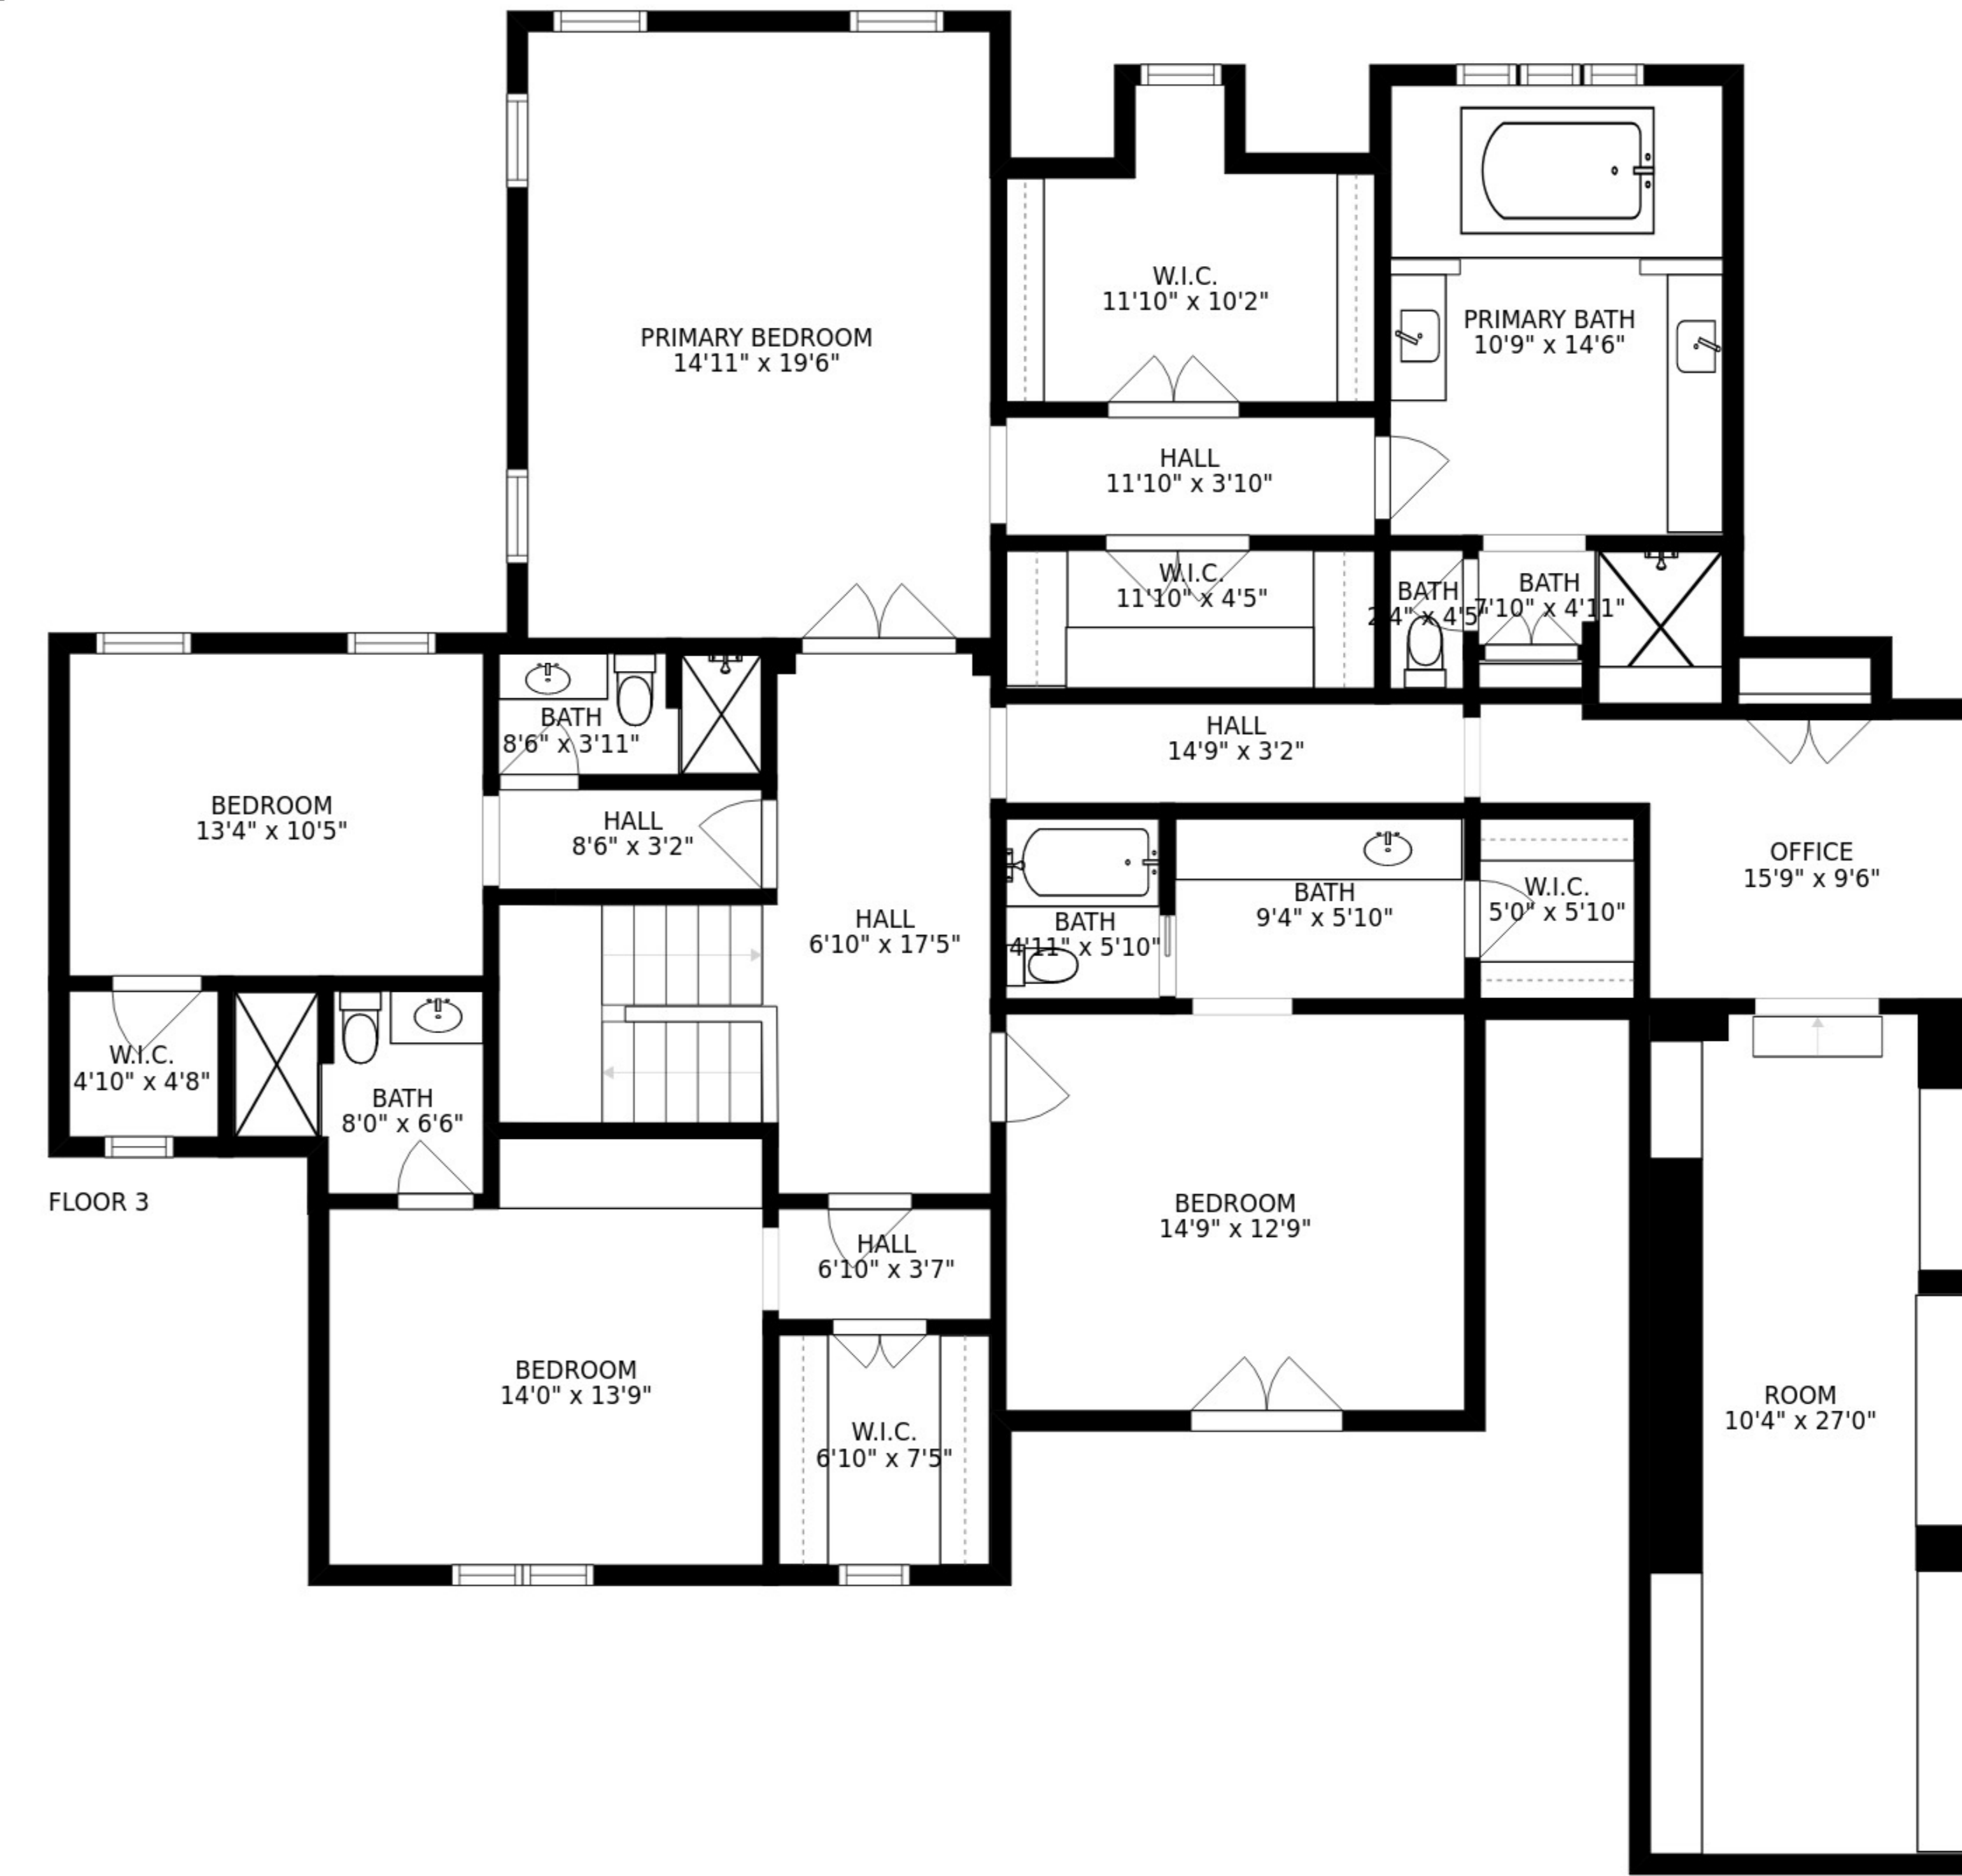 W.I.C.
11'10" x 10'2"
PRIMARY BATH
10'9" x 14'6"
PRIMARY BEDROOM
14'11" x 19'6"
HALL
11'10" x 3'10"
W.I.C.
11'10" x 4'5"
BATH
2'4" x 4'5"
BATH
7'10" x 4'11"
BATH
8'6" x 3'11"
HALL
14'9" x 3'2"
BEDROOM
13'4" x 10'5"
HALL
8'6" x 3'2"
OFFICE
15'9" x 9'6"
W.I.C.
5'0" x 5'10"
BATH
9'4" x 5'10"
BATH
4'11" x 5'10"
HALL
6'10" x 17'5"
W.I.C.
4'10" x 4'8"
BATH
8'0" x 6'6"
FLOOR 3
BEDROOM
14'9" x 12'9"
HALL
6'10" x 3'7"
BEDROOM
14'0" x 13'9"
ROOM
10'4" x 27'0"
W.I.C.
6'10" x 7'5"